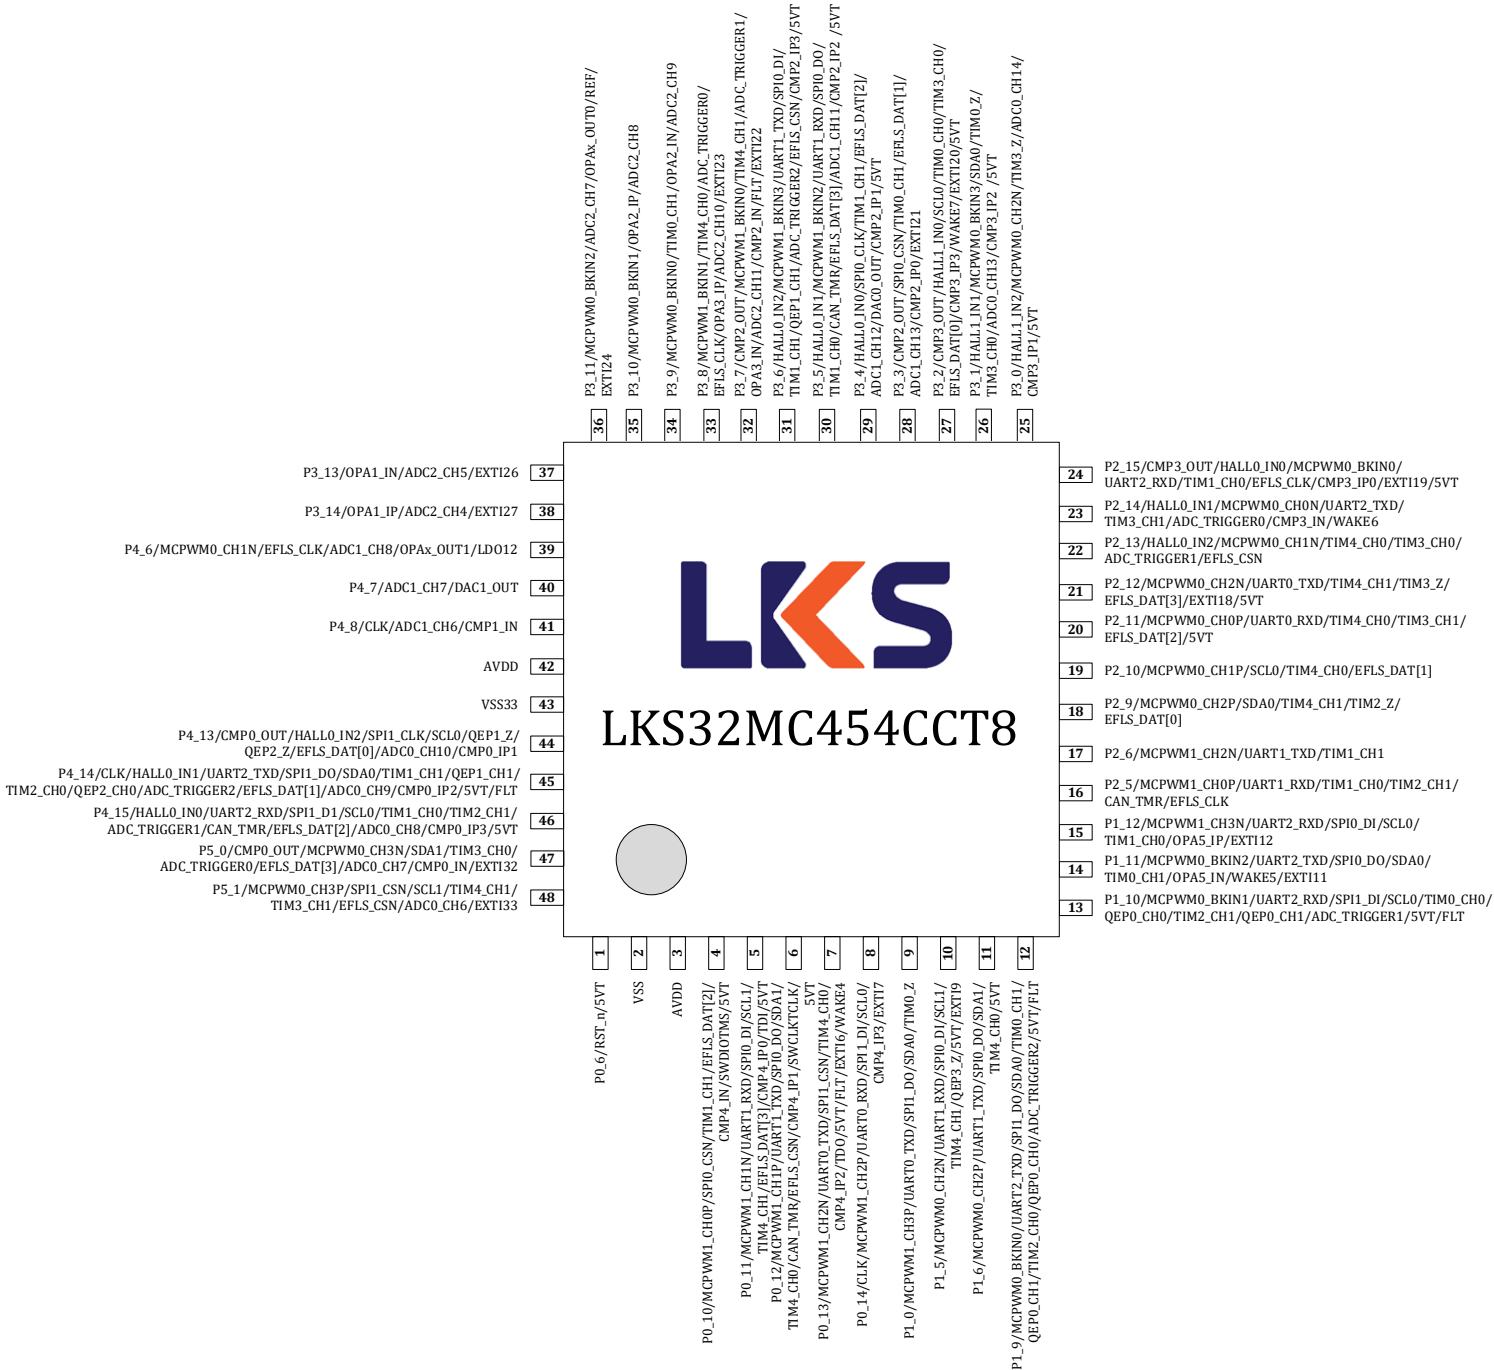 P3_11/MCPWM0_BKIN2/ADC2_CH7/OPAx_OUT0/REF/
EXTI24
P3_10/MCPWM0_BKIN1/OPA2_IP/ADC2_CH8
P3_9/MCPWM0_BKIN0/TIM0_CH1/OPA2_IN/ADC2_CH9
P3_8/MCPWM1_BKIN1/TIM4_CH0/ADC_TRIGGER0/
EFLS_CLK/OPA3_IP/ADC2_CH10/EXTI23
P3_7/CMP2_OUT/MCPWM1_BKIN0/TIM4_CH1/ADC_TRIGGER1/
OPA3_IN/ADC2_CH11/CMP2_IN/FLT/EXTI22
P3_6/HALL0_IN2/MCPWM1_BKIN3/UART1_TXD/SPI0_DI/
TIM1_CH1/QEP1_CH1/ADC_TRIGGER2/EFLS_CSN/CMP2_IP3/5VT
P3_5/HALL0_IN1/MCPWM1_BKIN2/UART1_RXD/SPI0_DO/
TIM1_CH0/CAN_TMR/EFLS_DAT[3]/ADC1_CH11/CMP2_IP2 /5VT
P3_4/HALL0_IN0/SPI0_CLK/TIM1_CH1/EFLS_DAT[2]/
ADC1_CH12/DAC0_OUT/CMP2_IP1/5VT
P3_3/CMP2_OUT/SPI0_CSN/TIM0_CH1/EFLS_DAT[1]/
ADC1_CH13/CMP2_IP0/EXTI21
P3_2/CMP3_OUT/HALL1_IN0/SCL0/TIM0_CH0/TIM3_CH0/
EFLS_DAT[0]/CMP3_IP3/WAKE7/EXTI20/5VT
P3_1/HALL1_IN1/MCPWM0_BKIN3/SDA0/TIM0_Z/
TIM3_CH0/ADC0_CH13/CMP3_IP2 /5VT
P3_0/HALL1_IN2/MCPWM0_CH2N/TIM3_Z/ADC0_CH14/
CMP3_IP1/5VT
36
35
34
33
32
31
30
29
28
27
26
25
P3_13/OPA1_IN/ADC2_CH5/EXTI26
37
P3_14/OPA1_IP/ADC2_CH4/EXTI27
38
P4_6/MCPWM0_CH1N/EFLS_CLK/ADC1_CH8/OPAx_OUT1/LDO12
39
P4_7/ADC1_CH7/DAC1_OUT
40
P4_8/CLK/ADC1_CH6/CMP1_IN
41
AVDD
42
VSS33
43
P4_13/CMP0_OUT/HALL0_IN2/SPI1_CLK/SCL0/QEP1_Z/
QEP2_Z/EFLS_DAT[0]/ADC0_CH10/CMP0_IP1
44
P4_14/CLK/HALL0_IN1/UART2_TXD/SPI1_DO/SDA0/TIM1_CH1/QEP1_CH1/
TIM2_CH0/QEP2_CH0/ADC_TRIGGER2/EFLS_DAT[1]/ADC0_CH9/CMP0_IP2/5VT/FLT
45
P4_15/HALL0_IN0/UART2_RXD/SPI1_D1/SCL0/TIM1_CH0/TIM2_CH1/
ADC_TRIGGER1/CAN_TMR/EFLS_DAT[2]/ADC0_CH8/CMP0_IP3/5VT
46
P5_0/CMP0_OUT/MCPWM0_CH3N/SDA1/TIM3_CH0/
ADC_TRIGGER0/EFLS_DAT[3]/ADC0_CH7/CMP0_IN/EXTI32
47
P5_1/MCPWM0_CH3P/SPI1_CSN/SCL1/TIM4_CH1/
TIM3_CH1/EFLS_CSN/ADC0_CH6/EXTI33
48
LKS
LKS32MC454CCT8
24
P2_15/CMP3_OUT/HALL0_IN0/MCPWM0_BKIN0/
UART2_RXD/TIM1_CH0/EFLS_CLK/CMP3_IP0/EXTI19/5VT
23
P2_14/HALL0_IN1/MCPWM0_CH0N/UART2_TXD/
TIM3_CH1/ADC_TRIGGER0/CMP3_IN/WAKE6
22
P2_13/HALL0_IN2/MCPWM0_CH1N/TIM4_CH0/TIM3_CH0/
ADC_TRIGGER1/EFLS_CSN
21
P2_12/MCPWM0_CH2N/UART0_TXD/TIM4_CH1/TIM3_Z/
EFLS_DAT[3]/EXTI18/5VT
20
P2_11/MCPWM0_CH0P/UART0_RXD/TIM4_CH0/TIM3_CH1/
EFLS_DAT[2]/5VT
19
P2_10/MCPWM0_CH1P/SCL0/TIM4_CH0/EFLS_DAT[1]
18
P2_9/MCPWM0_CH2P/SDA0/TIM4_CH1/TIM2_Z/
EFLS_DAT[0]
17
P2_6/MCPWM1_CH2N/UART1_TXD/TIM1_CH1
16
P2_5/MCPWM1_CH0P/UART1_RXD/TIM1_CH0/TIM2_CH1/
CAN_TMR/EFLS_CLK
15
P1_12/MCPWM1_CH3N/UART2_RXD/SPI0_DI/SCL0/
TIM1_CH0/OPA5_IP/EXTI12
14
P1_11/MCPWM0_BKIN2/UART2_TXD/SPI0_DO/SDA0/
TIM0_CH1/OPA5_IN/WAKE5/EXTI11
13
P1_10/MCPWM0_BKIN1/UART2_RXD/SPI1_DI/SCL0/TIM0_CH0/
QEP0_CH0/TIM2_CH1/QEP0_CH1/ADC_TRIGGER1/5VT/FLT
1
2
3
4
5
6
7
8
9
10
11
12
P0_6/RST_n/5VT
VSS
AVDD
P0_10/MCPWM1_CH0P/SPI0_CSN/TIM1_CH1/EFLS_DAT[2]/
CMP4_IN/SWDIOTMS/5VT
P0_11/MCPWM1_CH1N/UART1_RXD/SPI0_DI/SCL1/
TIM4_CH1/EFLS_DAT[3]/CMP4_IP0/TDI/5VT
P0_12/MCPWM1_CH1P/UART1_TXD/SPI0_DO/SDA1/
TIM4_CH0/CAN_TMR/EFLS_CSN/CMP4_IP1/SWCLKTCLK/
5VT
P0_13/MCPWM1_CH2N/UART0_TXD/SPI1_CSN/TIM4_CH0/
CMP4_IP2/TDO/5VT/FLT/EXTI6/WAKE4
P0_14/CLK/MCPWM1_CH2P/UART0_RXD/SPI1_DI/SCL0/
CMP4_IP3/EXTI7
P1_0/MCPWM1_CH3P/UART0_TXD/SPI1_DO/SDA0/TIM0_Z
P1_5/MCPWM0_CH2N/UART1_RXD/SPI0_DI/SCL1/
TIM4_CH1/QEP3_Z/5VT/EXTI9
P1_6/MCPWM0_CH2P/UART1_TXD/SPI0_DO/SDA1/
TIM4_CH0/5VT
P1_9/MCPWM0_BKIN0/UART2_TXD/SPI1_DO/SDA0/TIM0_CH1/
QEP0_CH1/TIM2_CH0/QEP0_CH0/ADC_TRIGGER2/5VT/FLT